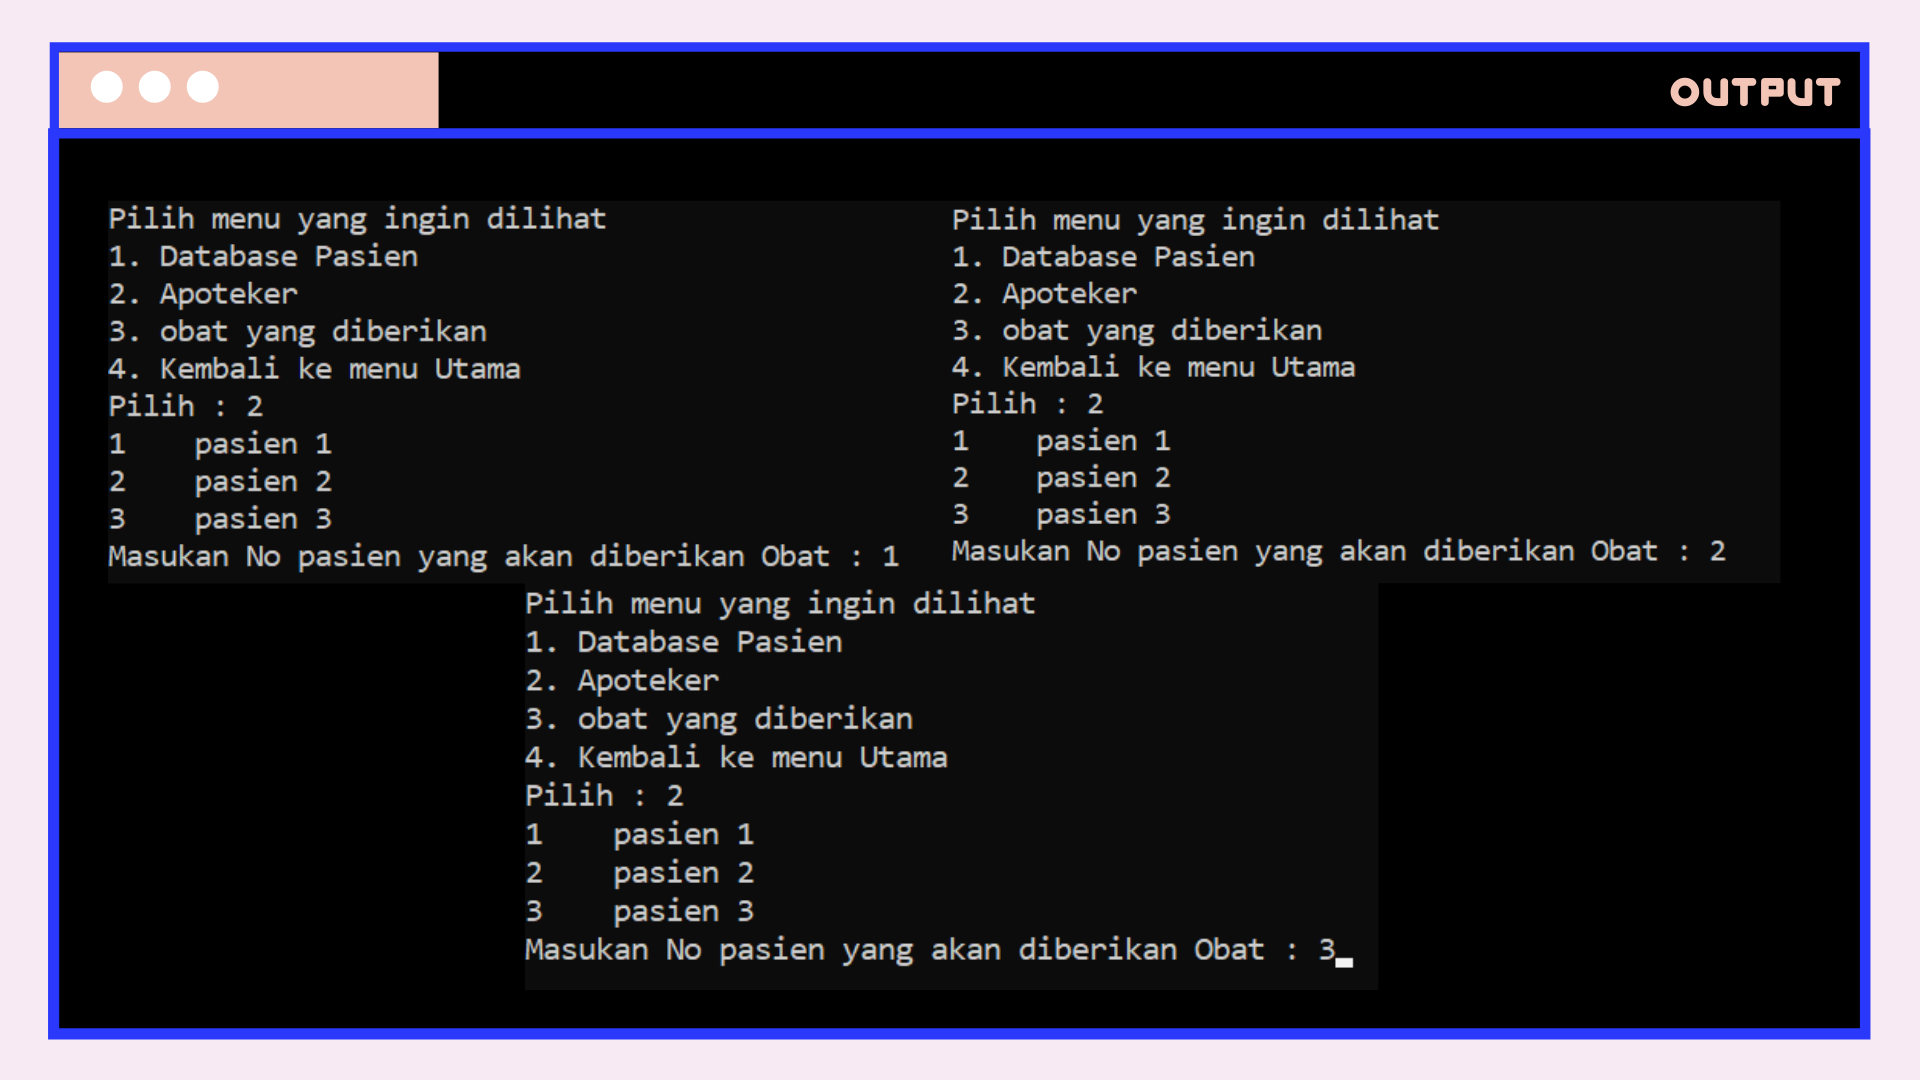 OUTPUT
Pilih menu yang ingin dilihat
1. Database Pasien
2. Apoteker
3. obat yang diberikan
4. Kembali ke menu Utama
Pilih : 2
1    pasien 1
2    pasien 2
3    pasien 3
Masukan No pasien yang akan diberikan Obat : 1
Pilih menu yang ingin dilihat
1. Database Pasien
2. Apoteker
3. obat yang diberikan
4. Kembali ke menu Utama
Pilih : 2
1    pasien 1
2    pasien 2
3    pasien 3
Masukan No pasien yang akan diberikan Obat : 2
Pilih menu yang ingin dilihat
1. Database Pasien
2. Apoteker
3. obat yang diberikan
4. Kembali ke menu Utama
Pilih : 2
1    pasien 1
2    pasien 2
3    pasien 3
Masukan No pasien yang akan diberikan Obat : 3